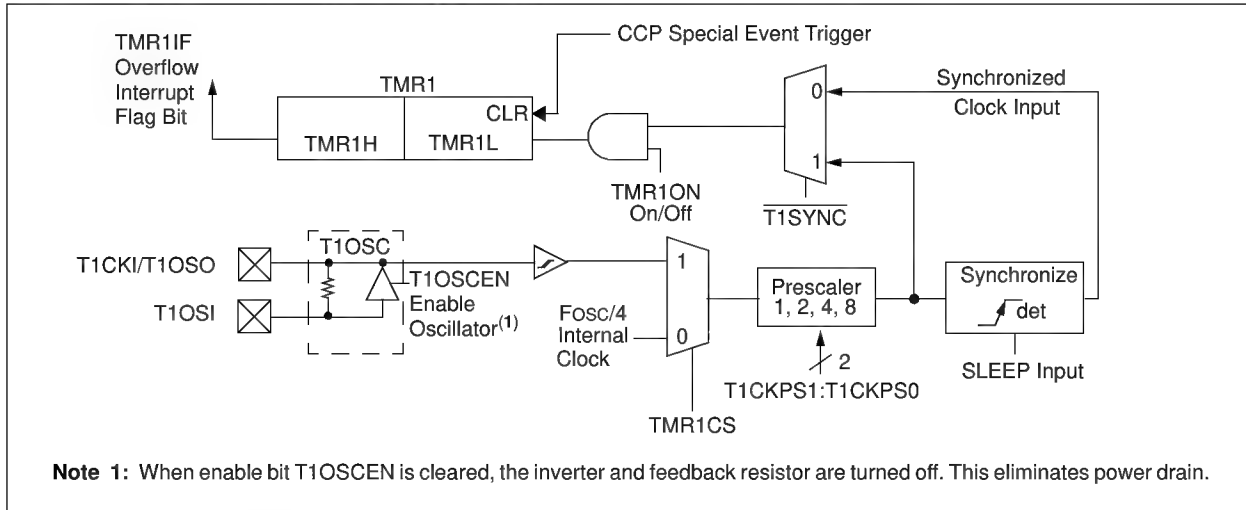 TMR1IF
Overflow
Interrupt
Flag Bit
CCP Special Event Trigger
TMR1
CLR
TMR1H
TMR1L
TMR1ON
On/Off
0
1
T1SYNC
Synchronized
Clock Input
T1CKI/T1OSO
T1OSI
T1OSC
T1OSCEN
Enable
Oscillator(1)
FOSC/4
Internal
Clock
1
0
TMR1CS
Prescaler
1, 2, 4, 8
2
T1CKPS1:T1CKPS0
Synchronize
det
SLEEP Input
Note 1: When enable bit T1OSCEN is cleared, the inverter and feedback resistor are turned off. This eliminates power drain.